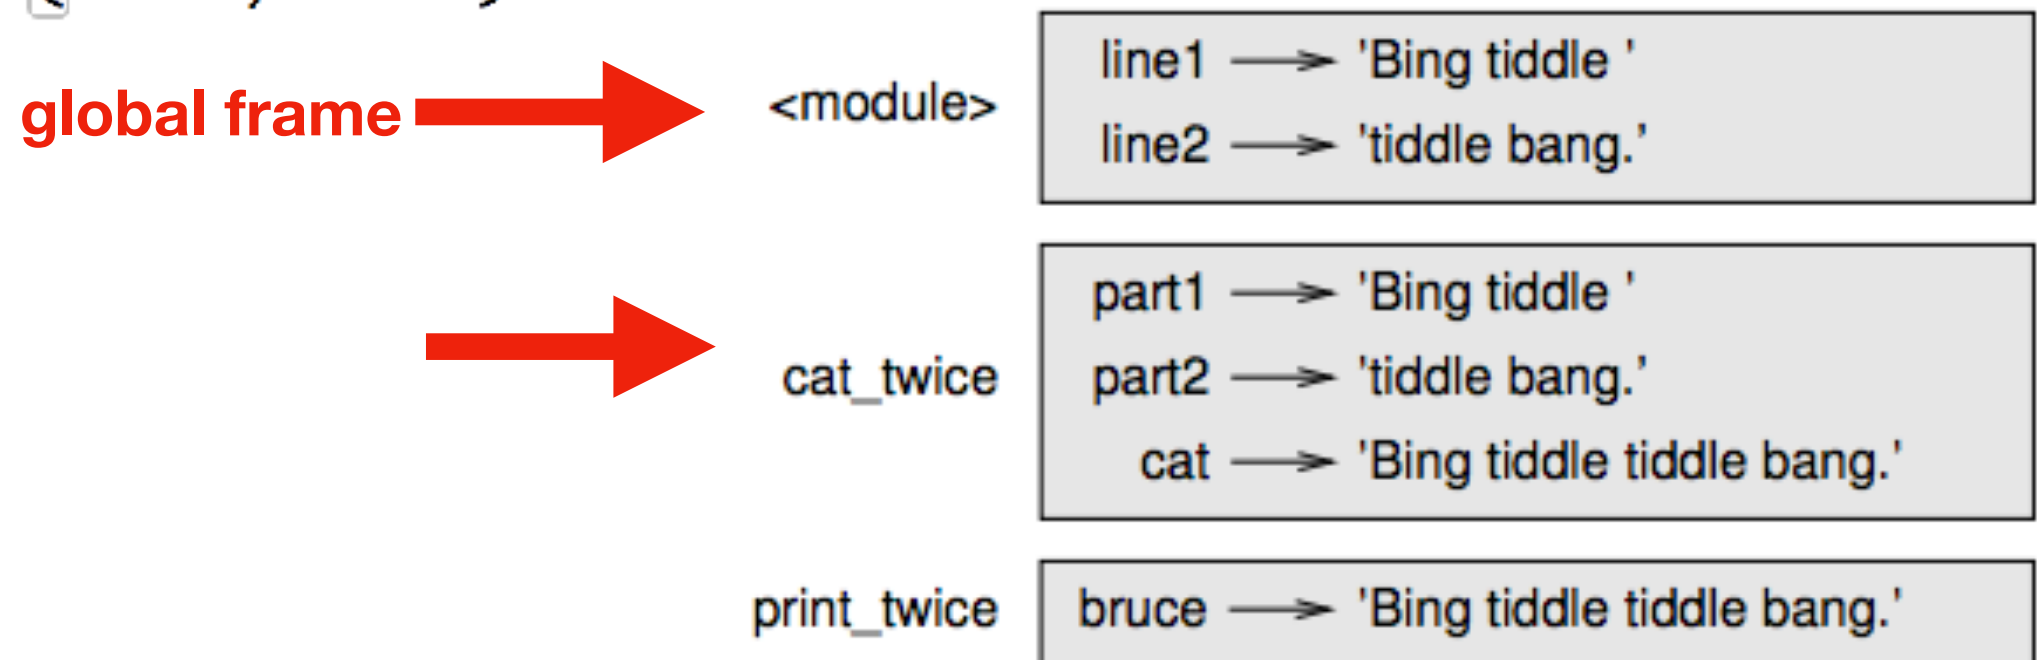 global frame
<module>
line1 'Bing tiddle '
line2 'tiddle bang.'
cat_twice
part1 'Bing tiddle '
part2 'tiddle bang.'
cat 'Bing tiddle tiddle bang.'
print_twice
bruce 'Bing tiddle tiddle bang.'